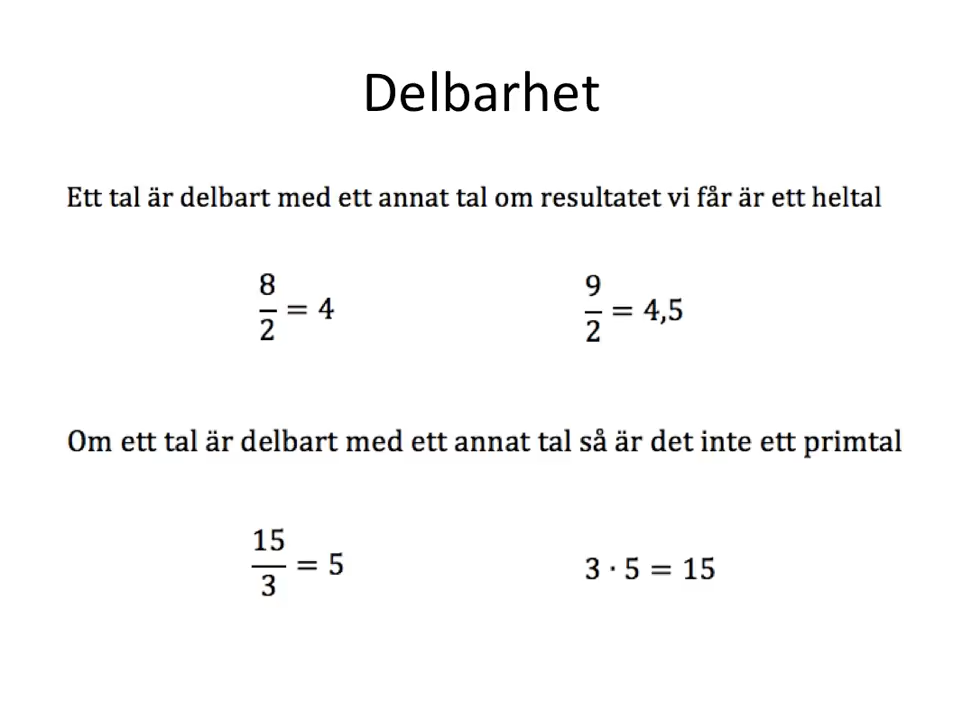 Delbarhet
Ett tal är delbart med ett annat tal om resultatet vi får är ett heltal
8/2 = 4
9/2 = 4,5
Om ett tal är delbart med ett annat tal så är det inte ett primtal
15/3 = 5
3 · 5 = 15